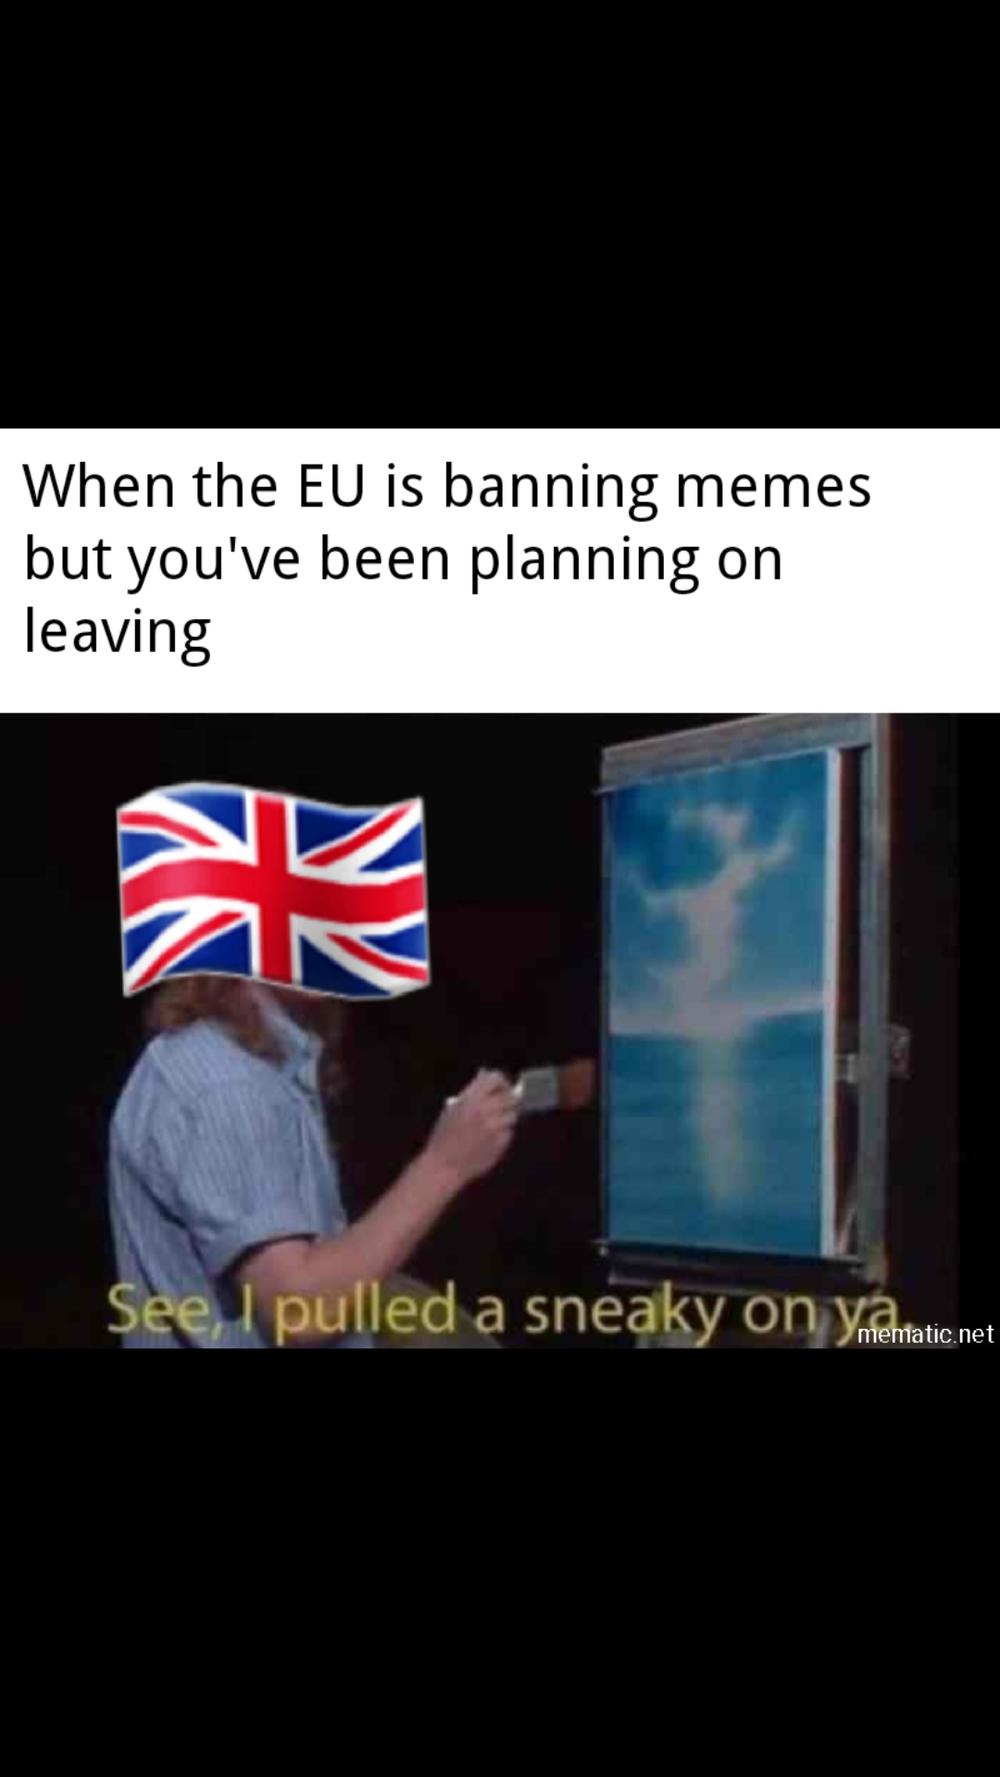 When the EU is banning memes
but you've been planning on
leaving
See, I pulled a sneaky on ya.
mematic.net